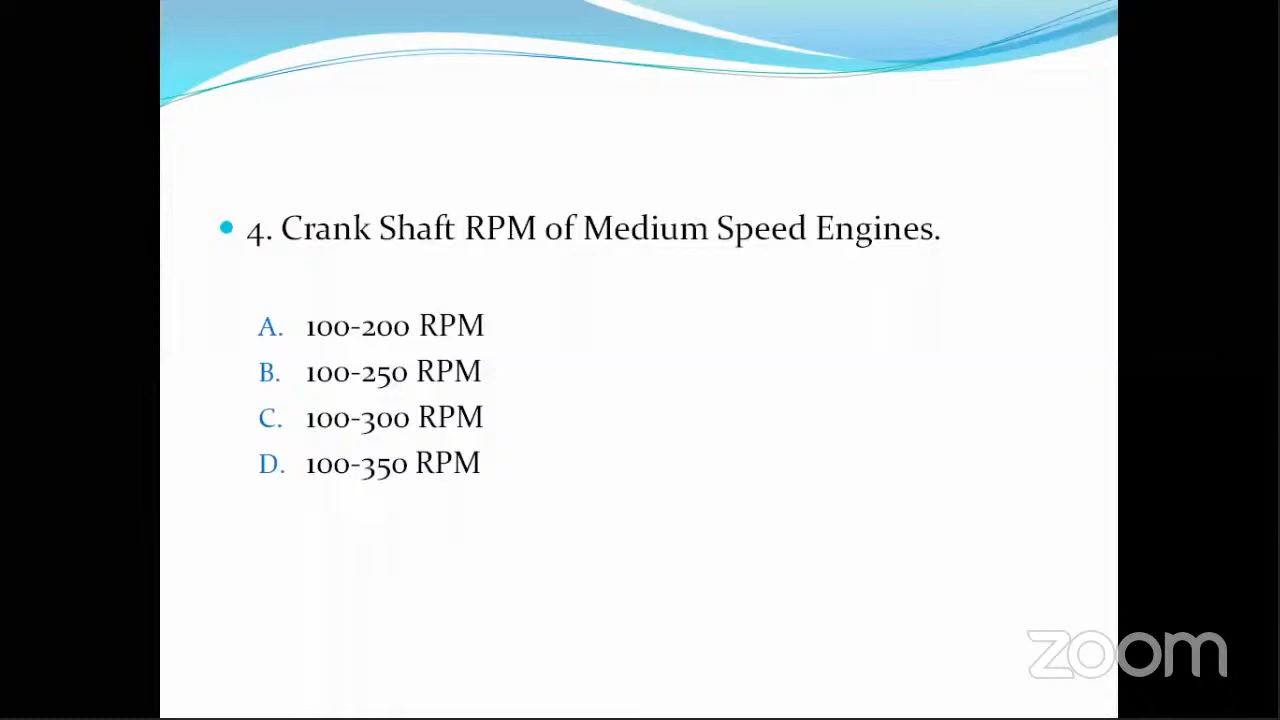 4. Crank Shaft RPM of Medium Speed Engines.
A. 100-200 RPM
B. 100-250 RPM
C. 100-300 RPM
D. 100-350 RPM
zoom